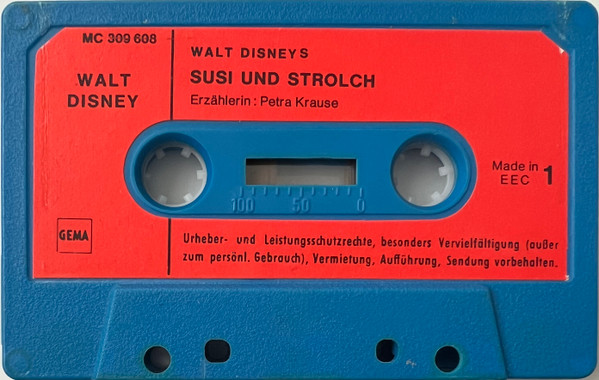 MC 309 608
WALT
DISNEY
WALT DISNEYS
SUSI UND STROLCH
Erzählerin: Petra Krause
100 50 0
Made in
EEC 1
GEMA
Urheber- und Leistungsschutzrechte, besonders Vervielfältigung (außer
zum persönl. Gebrauch), Vermietung, Aufführung, Sendung vorbehalten.